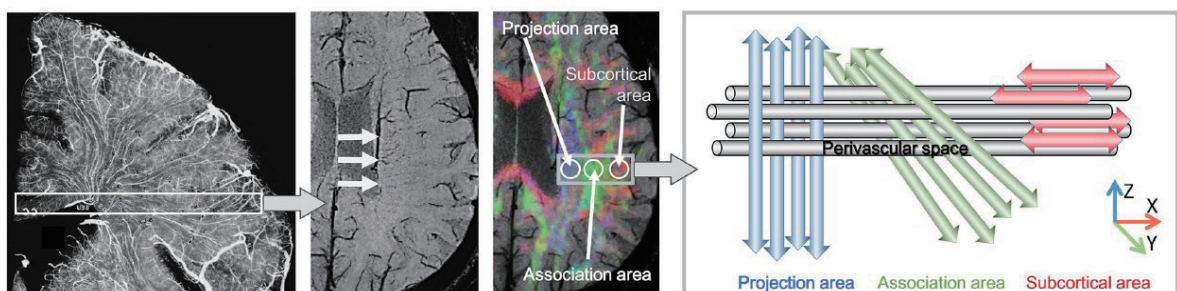 Projection area
Subcortical
area
Association area
Perivascular space
Z
X
Y
Projection area
Association area
Subcortical area